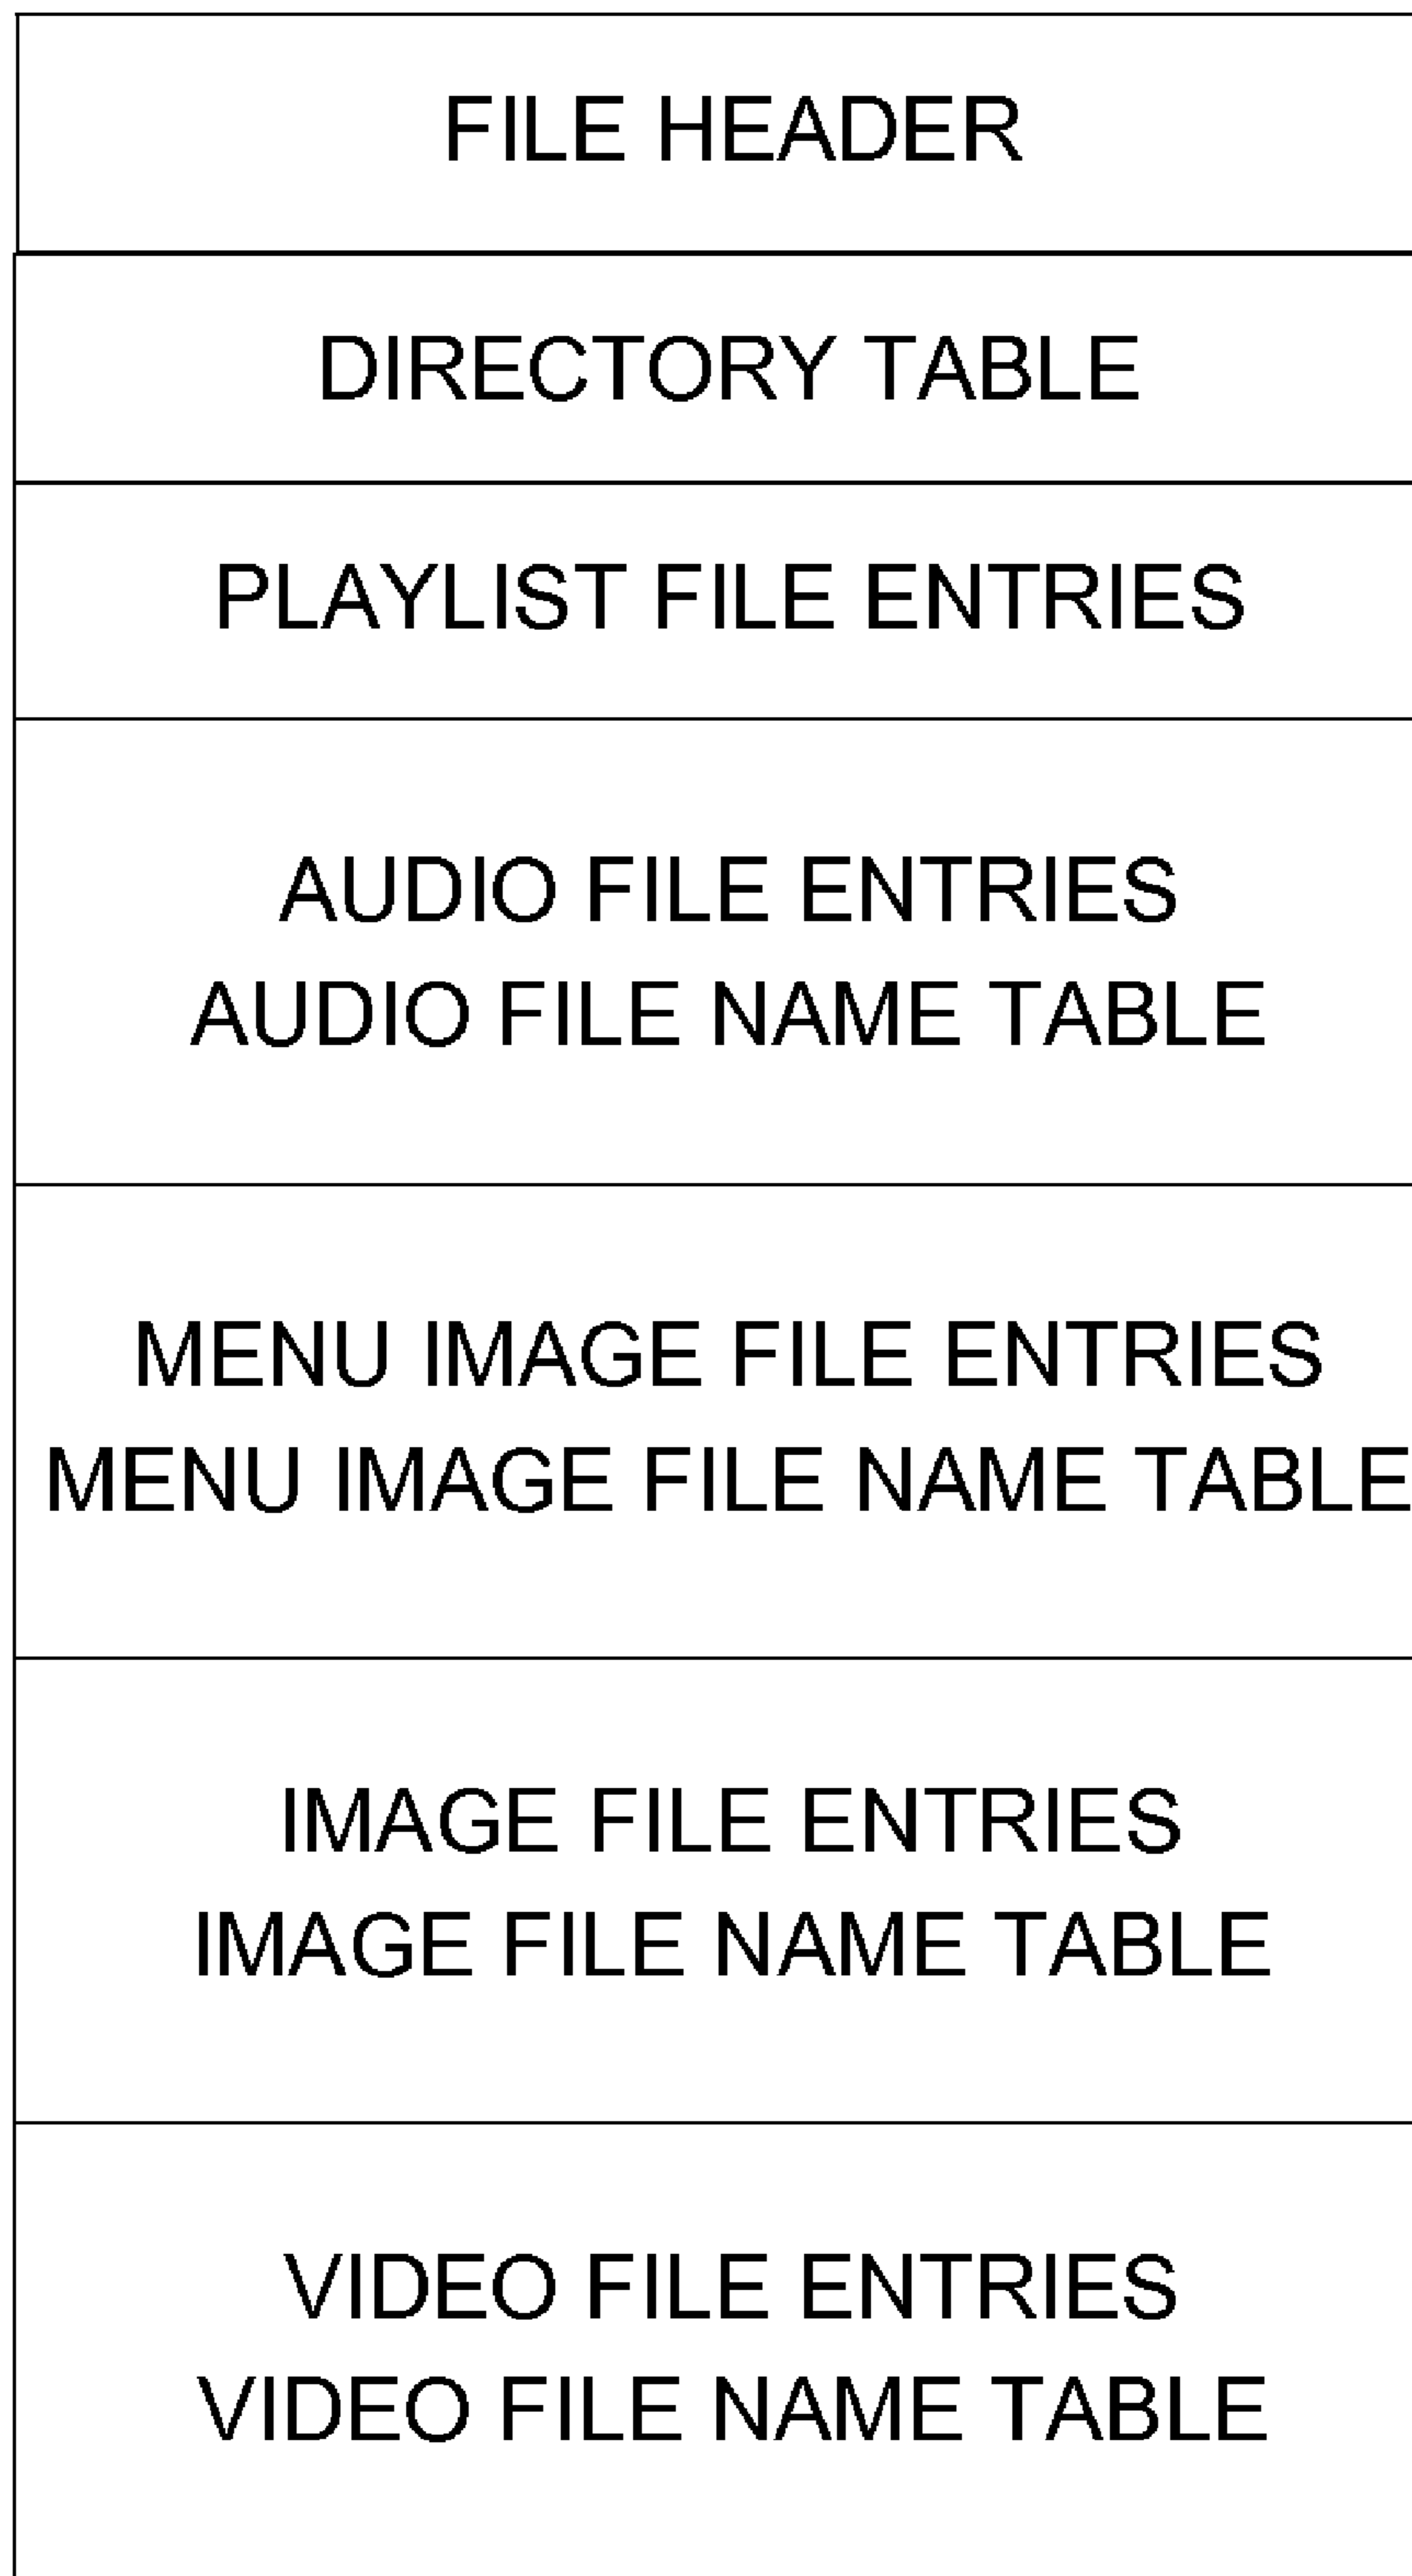 FILE HEADER
DIRECTORY TABLE
PLAYLIST FILE ENTRIES
AUDIO FILE ENTRIES
AUDIO FILE NAME TABLE
MENU IMAGE FILE ENTRIES
MENU IMAGE FILE NAME TABLE
IMAGE FILE ENTRIES
IMAGE FILE NAME TABLE
VIDEO FILE ENTRIES
VIDEO FILE NAME TABLE